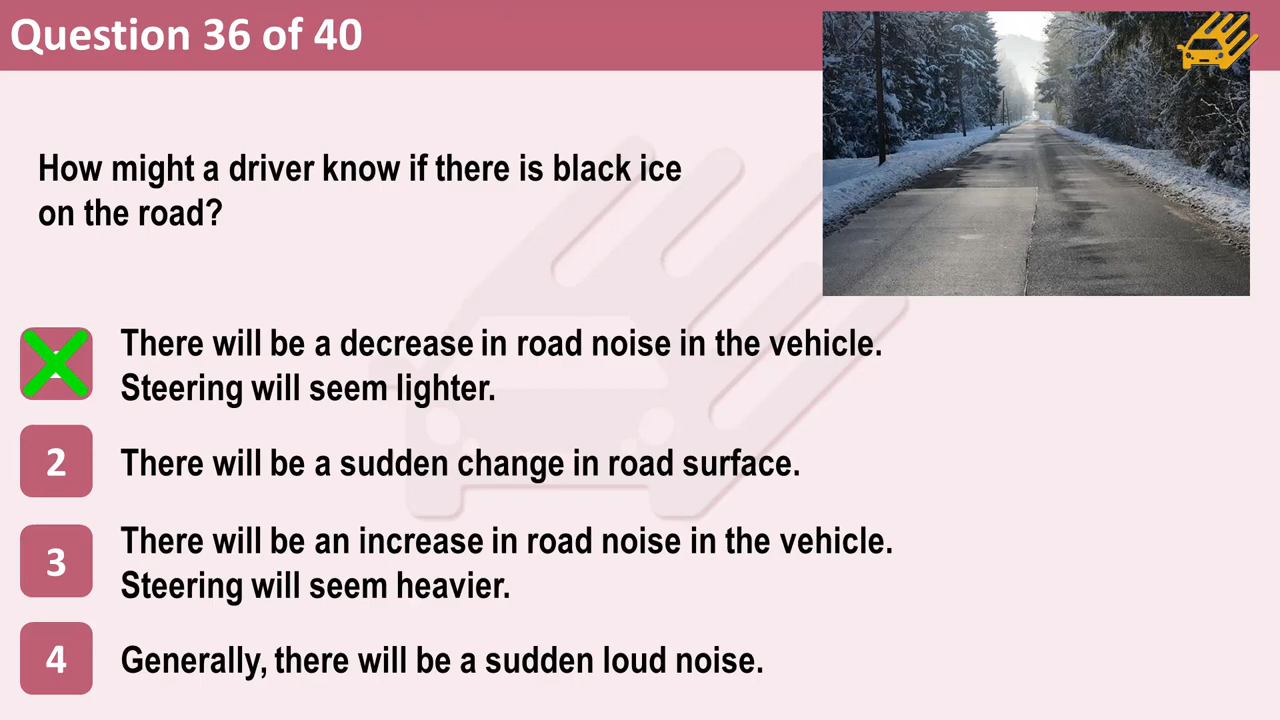 Question 36 of 40
How might a driver know if there is black ice
on the road?
There will be a decrease in road noise in the vehicle.
Steering will seem lighter.
2
There will be a sudden change in road surface.
3
There will be an increase in road noise in the vehicle.
Steering will seem heavier.
4
Generally, there will be a sudden loud noise.